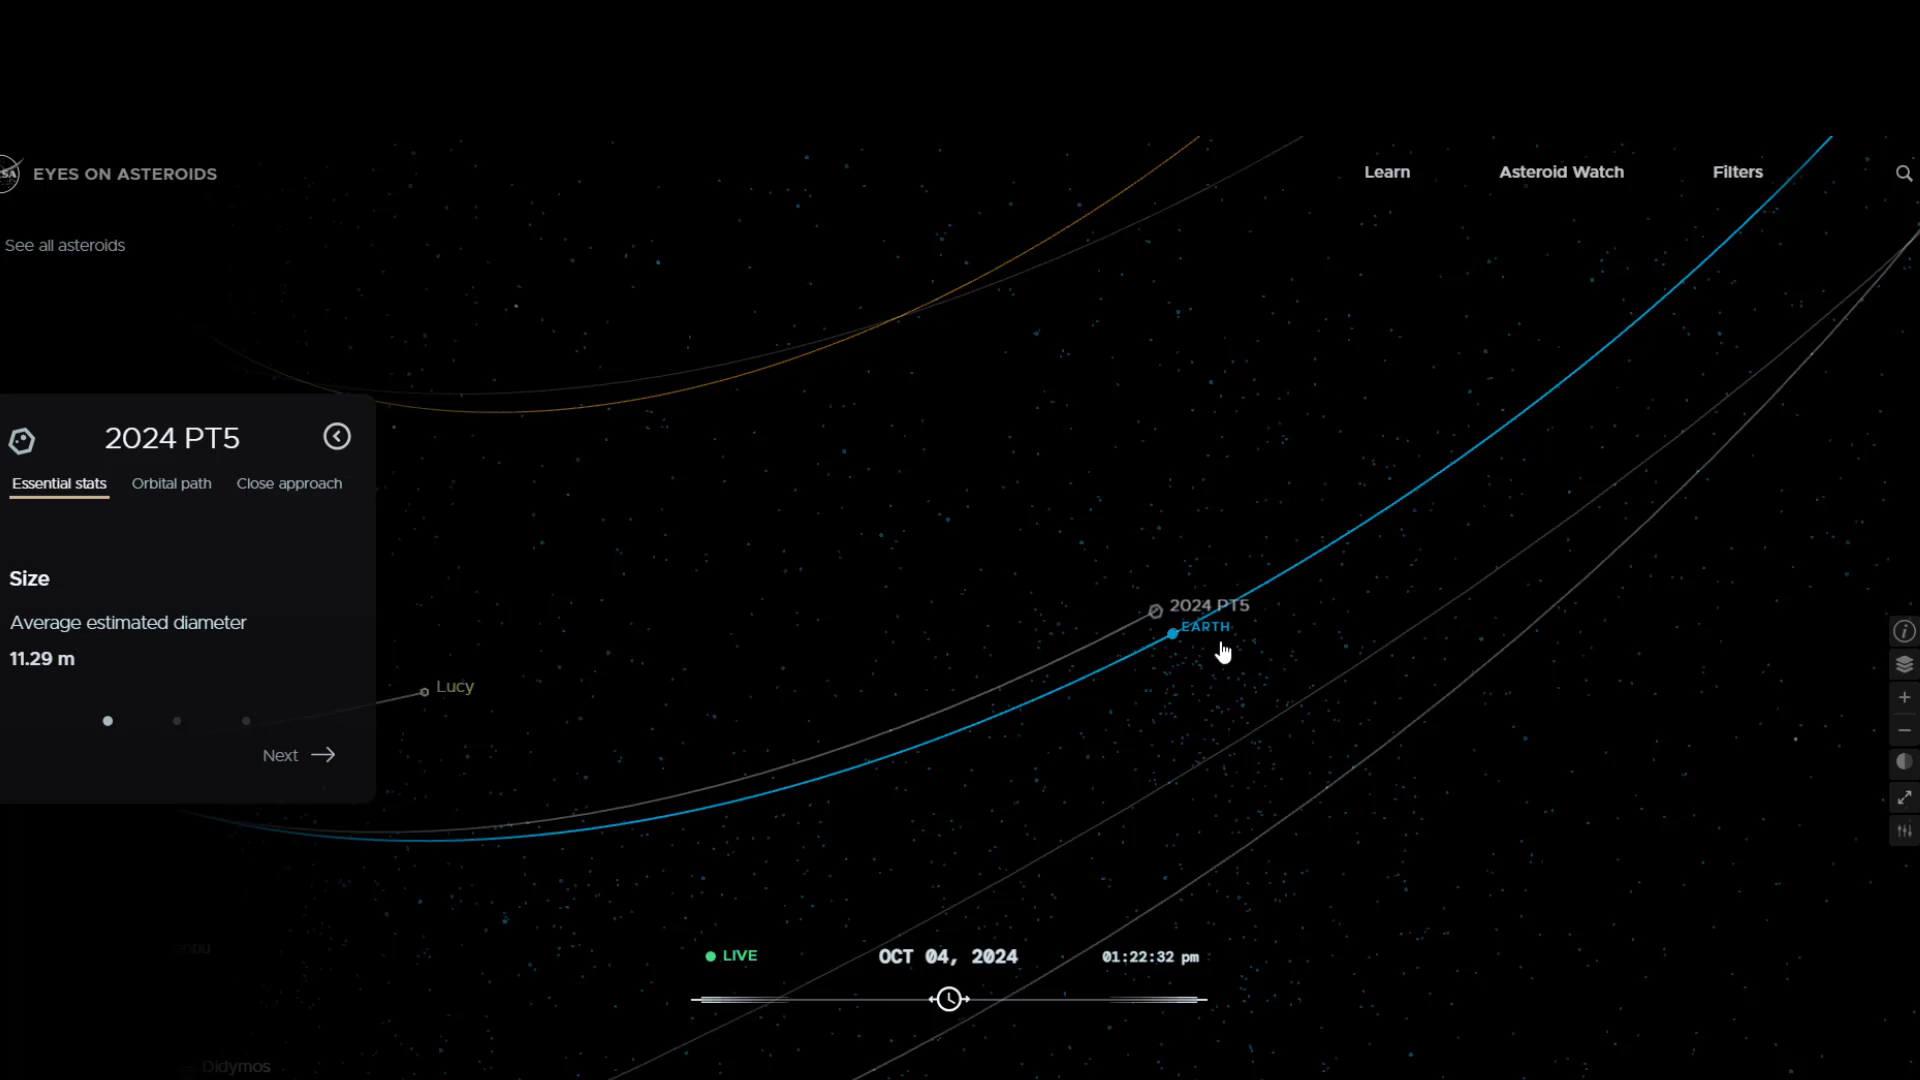 EYES ON ASTEROIDS
Learn
Asteroid Watch
Filters
See all asteroids
2024 PT5
Essential stats
Orbital path
Close approach
Size
Average estimated diameter
11.29 m
Next
Lucy
2024 PT5
EARTH
LIVE
OCT 04, 2024
01:22:32 pm
Didymos